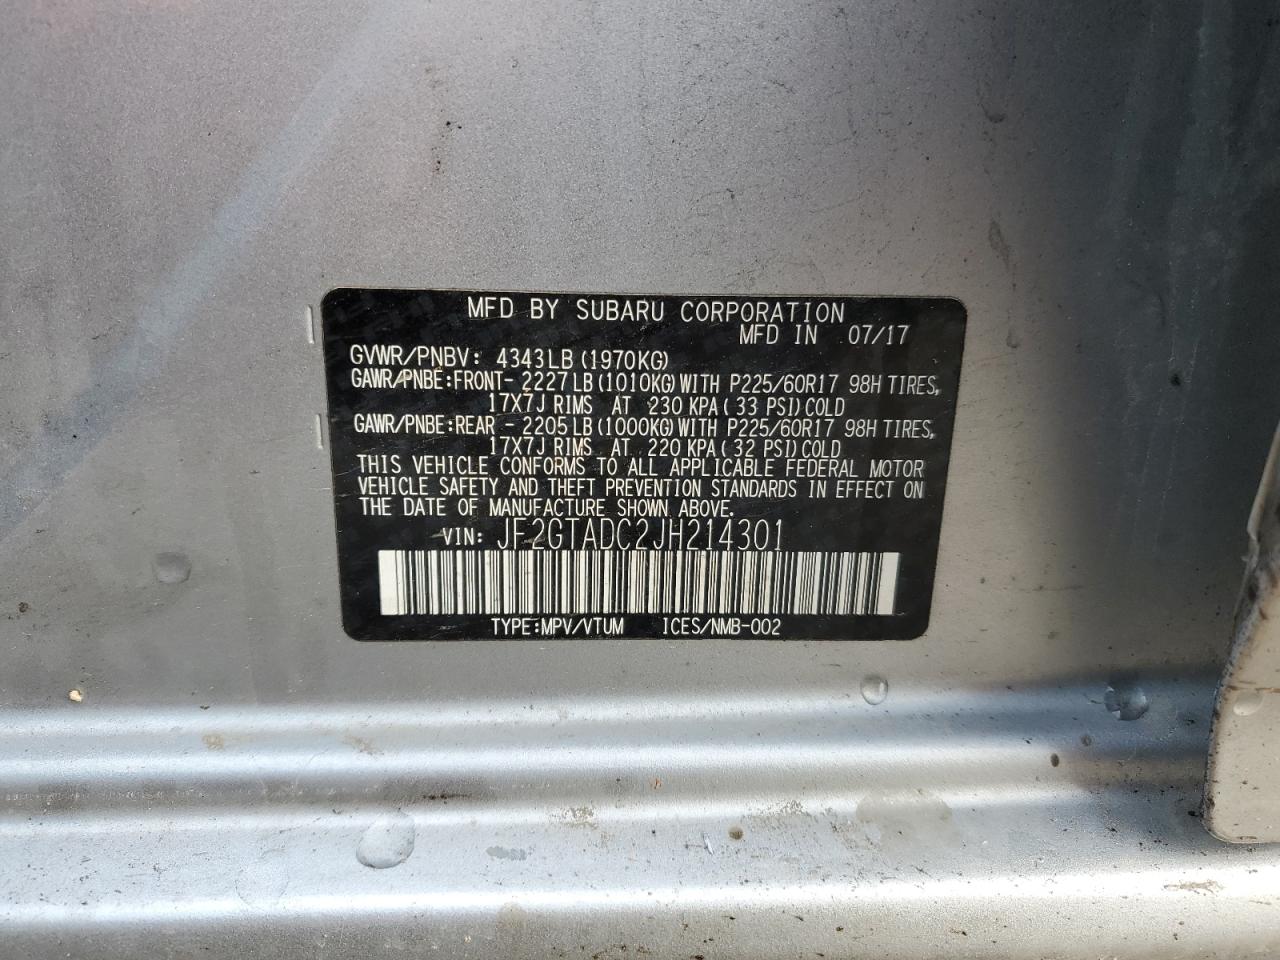 MFD BY SUBARU CORPORATION
MFD IN 07/17
GVWR/PNBV: 4343LB (1970KG)
GAWR/PNBE:FRONT- 2227 LB (1010KG) WITH P225/60R17 98H TIRES,
17X7J RIMS AT 230 KPA ( 33 PSI) COLD
GAWR/PNBE:REAR - 2205 LB (1000KG) WITH P225/60R17 98H TIRES,
17X7J RIMS AT 220 KPA ( 32 PSI) COLD
THIS VEHICLE CONFORMS TO ALL APPLICABLE FEDERAL MOTOR
VEHICLE SAFETY AND THEFT PREVENTION STANDARDS IN EFFECT ON
THE DATE OF MANUFACTURE SHOWN ABOVE.
VIN: JF2GTADC2JH214301
TYPE:MPV/VTUM ICES/NMB-002